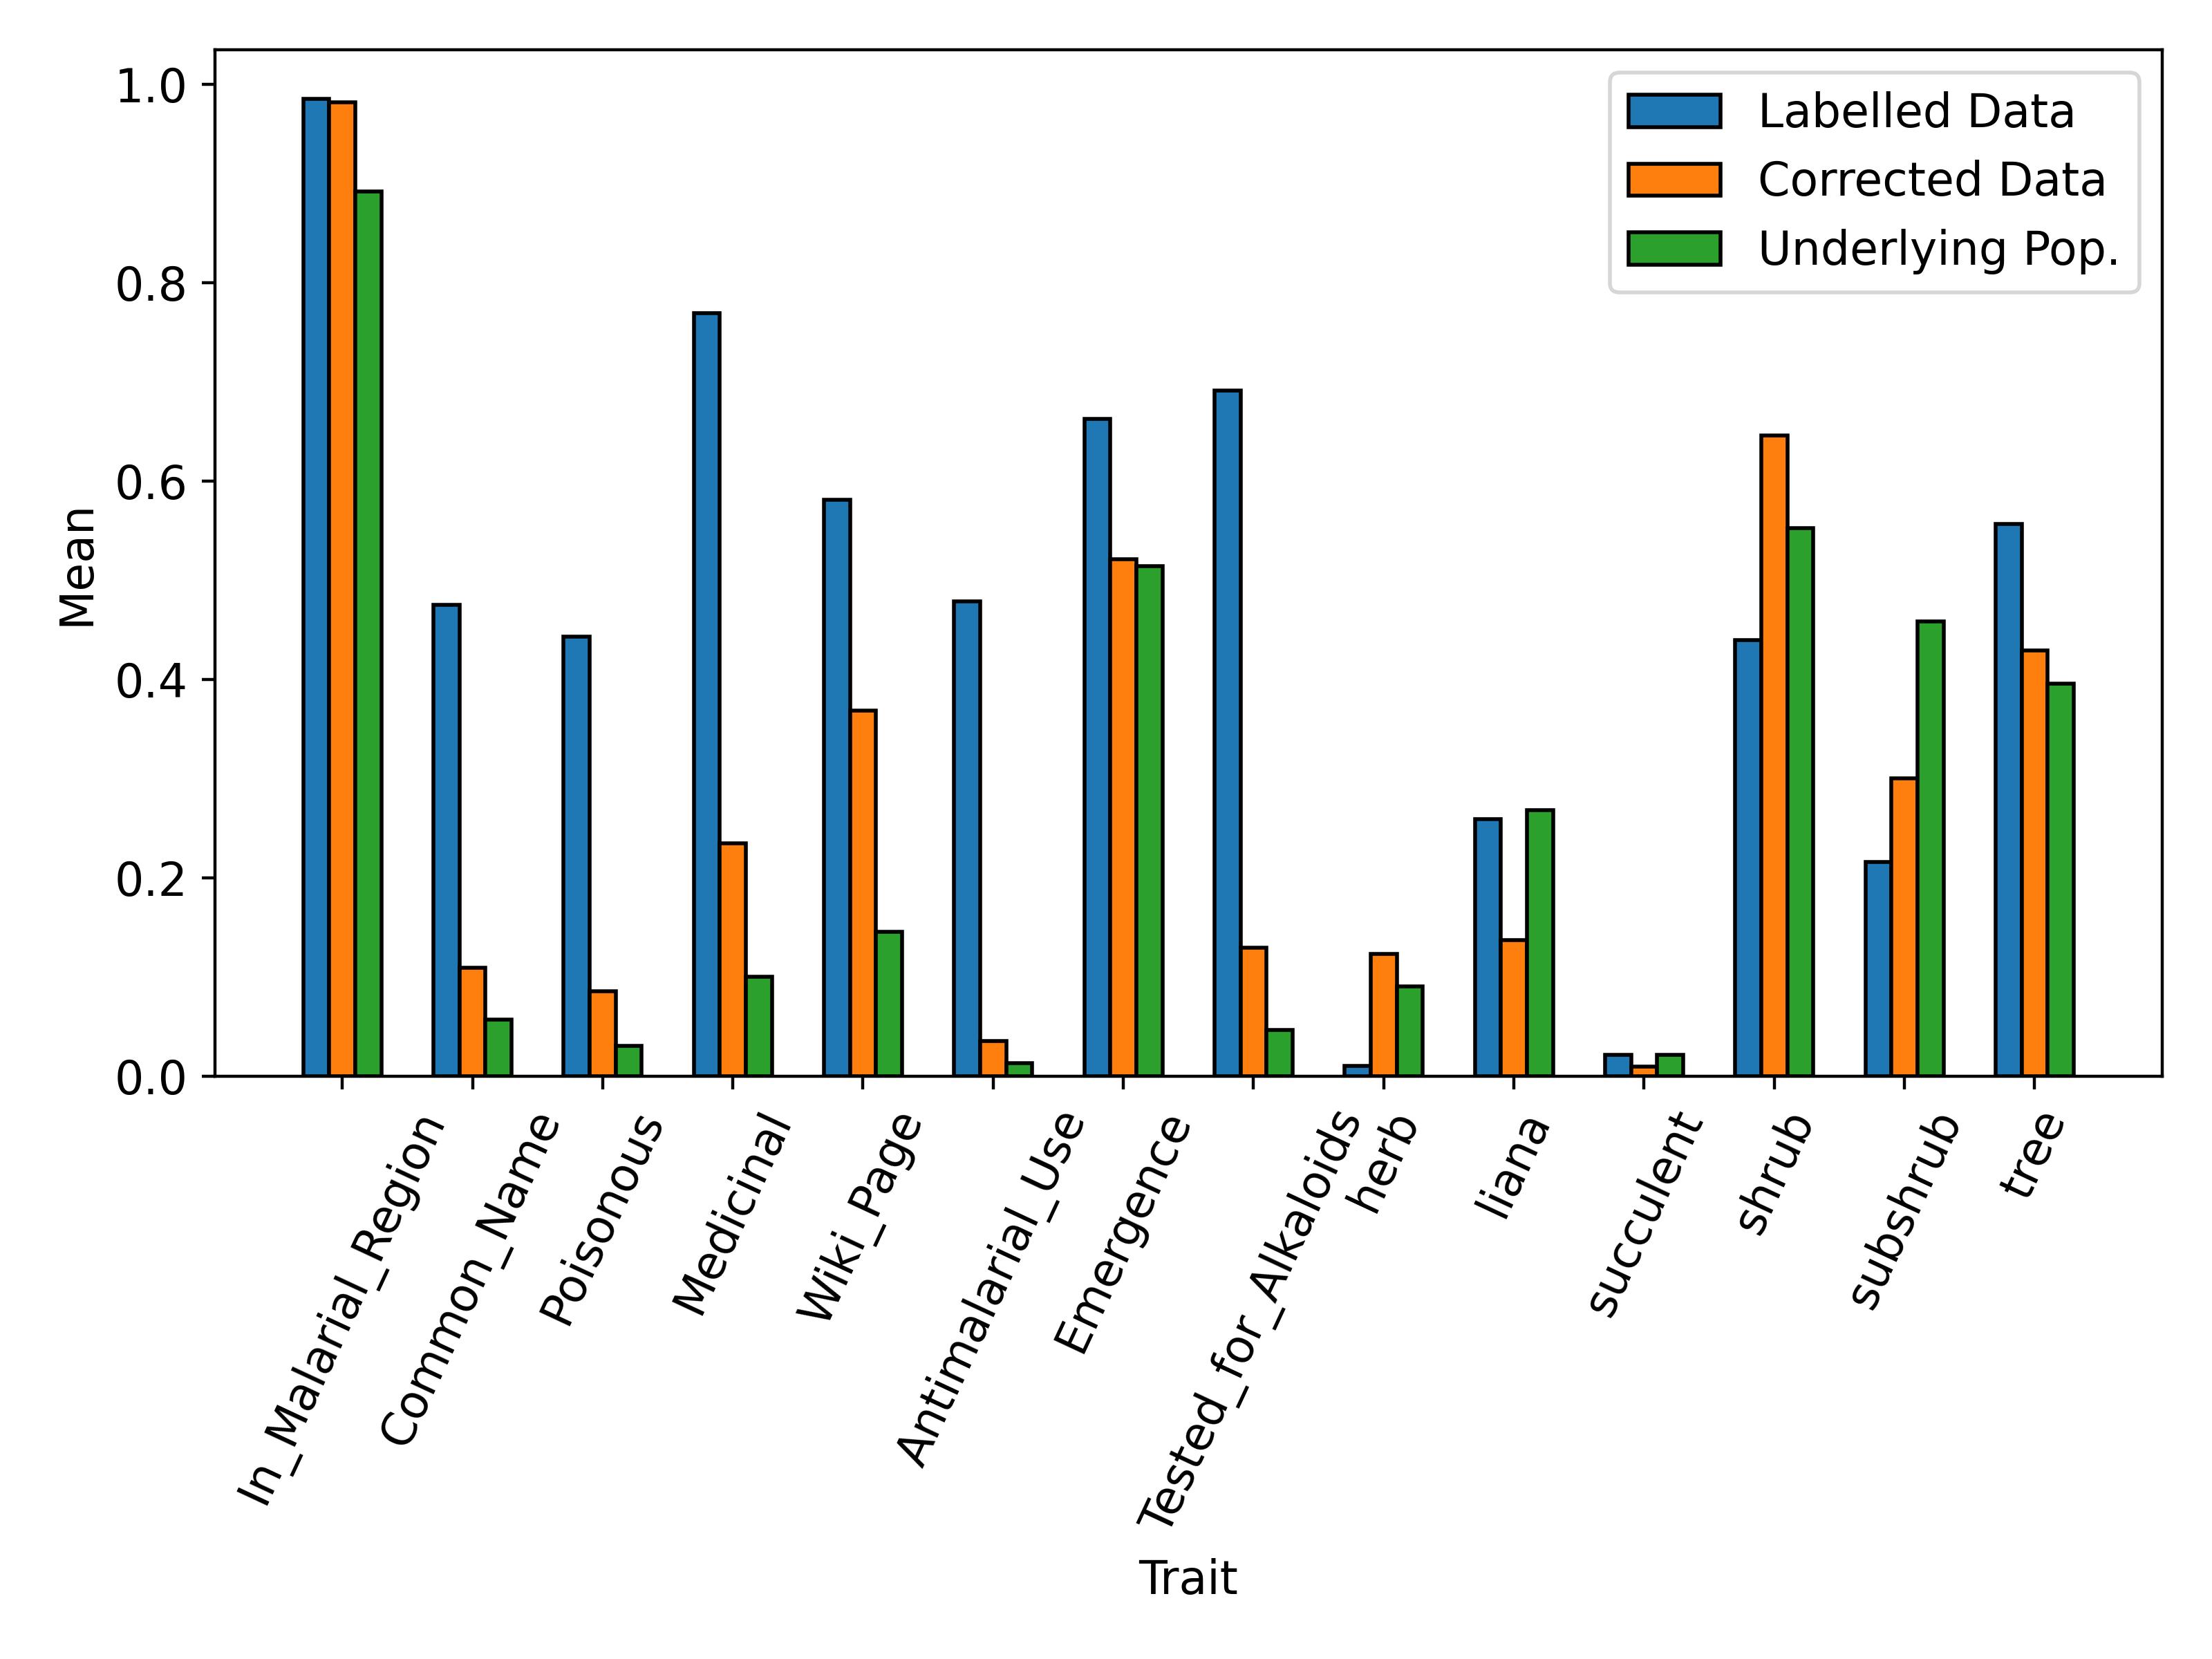 1.0
0.8
0.6
0.4
0.2
0.0
Mean
Labelled Data
Corrected Data
Underlying Pop.
In_Malarial_Region
Common_Name
Poisonous
Medicinal
Wiki_Page
Antimalarial_Use
Emergence
Tested_for_Alkaloids
herb
liana
succulent
shrub
subshrub
tree
Trait